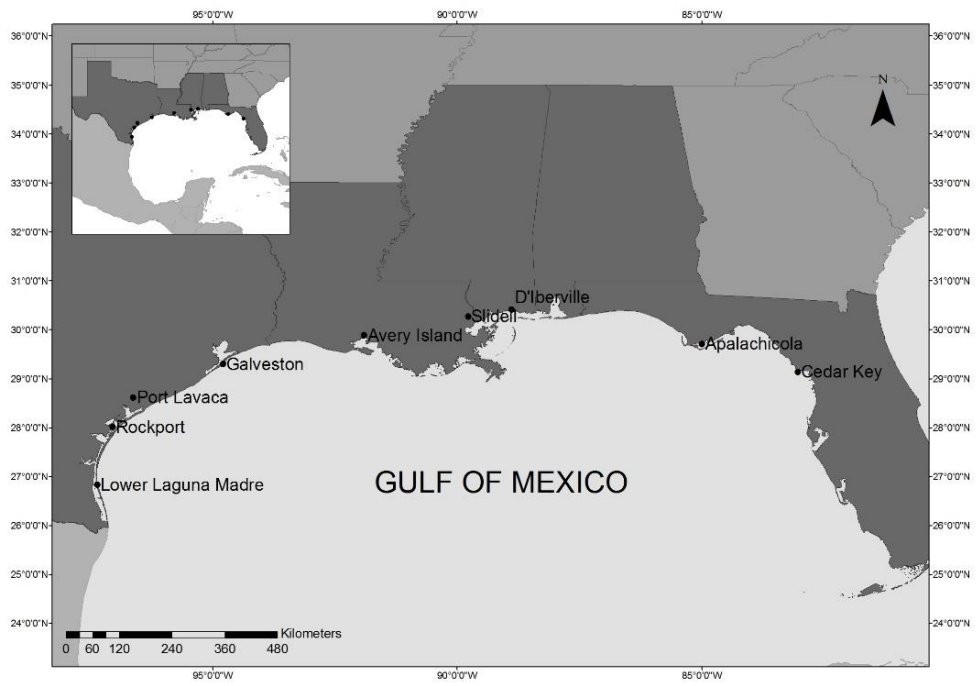 95°0'0"W 90°0'0"W 85°0'0"W
36°0'0"N 36°0'0"N
35°0'0"N 35°0'0"N
N
34°0'0"N 34°0'0"N
33°0'0"N 33°0'0"N
32°0'0"N 32°0'0"N
31°0'0"N 31°0'0"N
D'Iberville
Slidell
30°0'0"N Avery Island Apalachicola 30°0'0"N
Galveston Cedar Key
29°0'0"N 29°0'0"N
Port Lavaca
28°0'0"N Rockport 28°0'0"N
27°0'0"N 27°0'0"N
Lower Laguna Madre GULF OF MEXICO
26°0'0"N 26°0'0"N
25°0'0"N 25°0'0"N
24°0'0"N 24°0'0"N
Kilometers
0 60 120 240 360 480
95°0'0"W 90°0'0"W 85°0'0"W